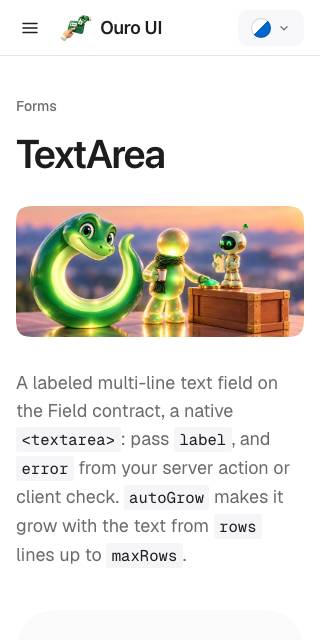 Ouro UI
Forms
TextArea
A labeled multi-line text field on
the Field contract, a native
<textarea>: pass label, and
error from your server action or
client check. autoGrow makes it
grow with the text from rows
lines up to maxRows.